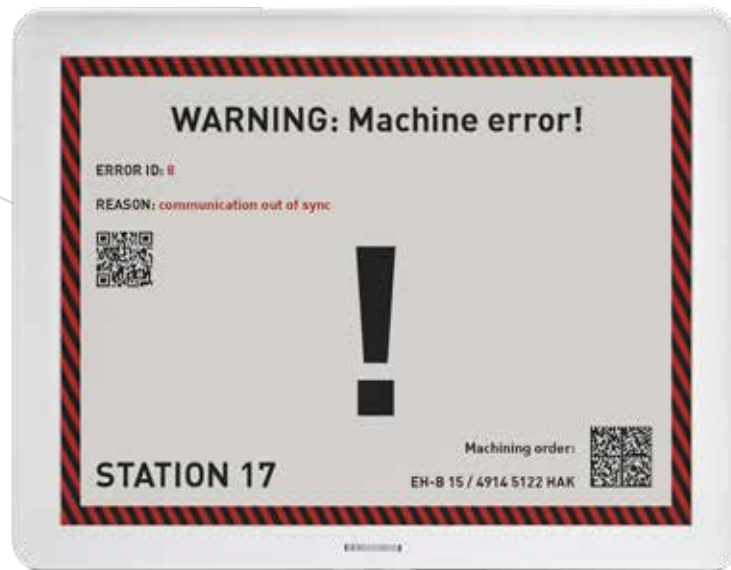 WARNING: Machine error!
ERROR ID: 8
REASON: communication out of sync
Machining order:
STATION 17
EH-B 15 / 4914 5122 HAK